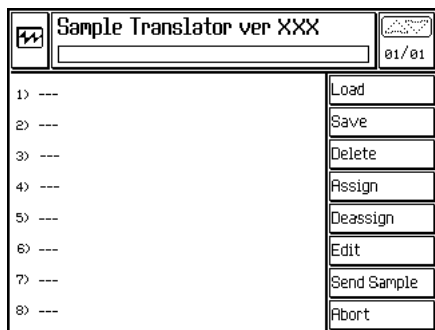 Sample Translator ver XXX
01/01
1) ---
Load
2) ---
Save
3) ---
Delete
4) ---
Assign
5) ---
Deassign
6) ---
Edit
7) ---
Send Sample
8) ---
Abort